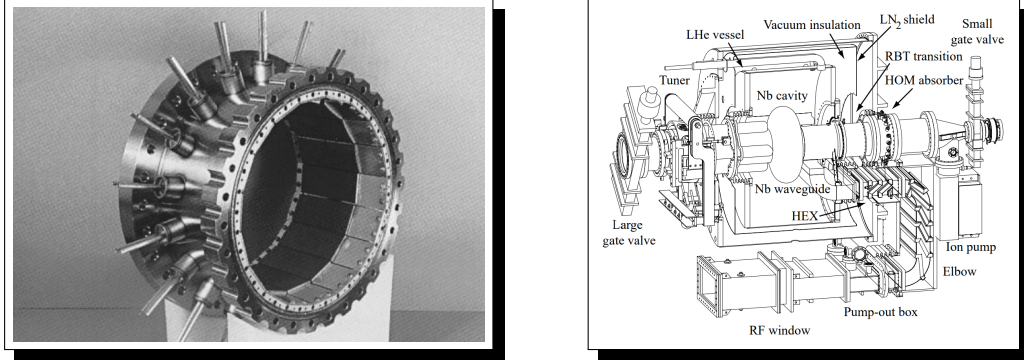 Vacuum insulation
LN2 shield
Small
gate valve
LHe vessel
RBT transition
Tuner
HOM absorber
Nb cavity
Nb waveguide
HEX
Large
gate valve
Ion pump
Elbow
Pump-out box
RF window